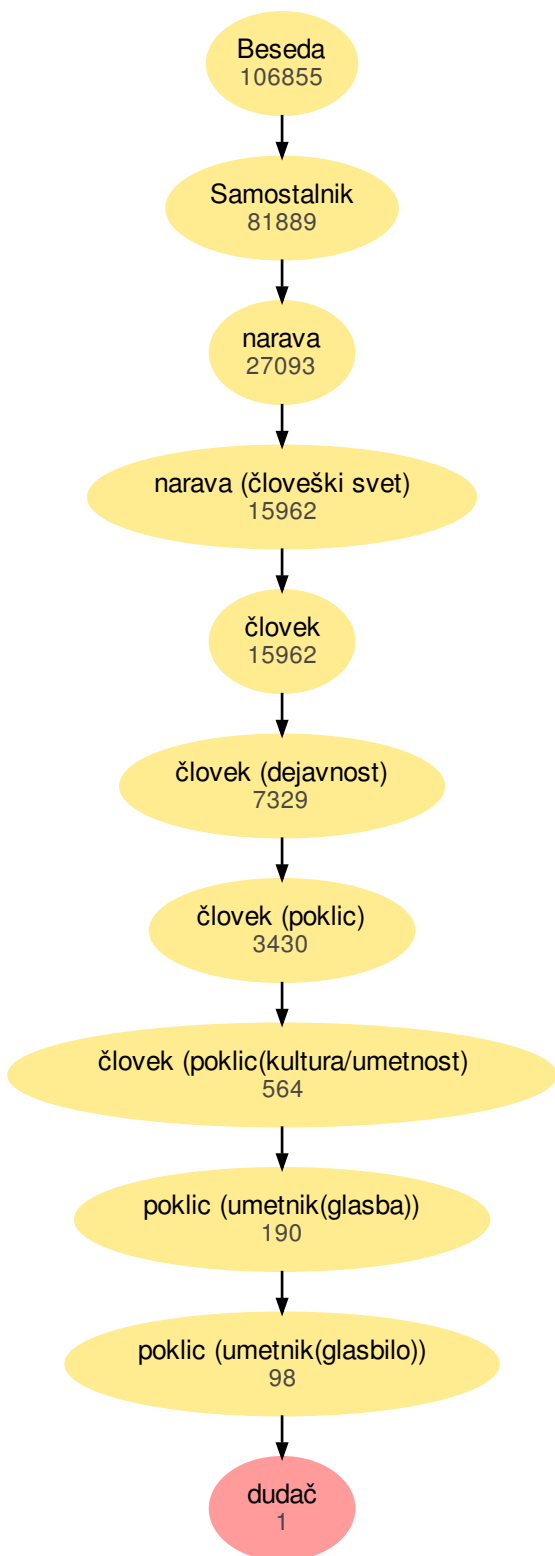 Beseda
106855
Samostalnik
81889
narava
27093
narava (človeški svet)
15962
človek
15962
človek (dejavnost)
7329
človek (poklic)
3430
človek (poklic(kultura/umetnost)
564
poklic (umetnik(glasba))
190
poklic (umetnik(glasbilo))
98
dudač
1